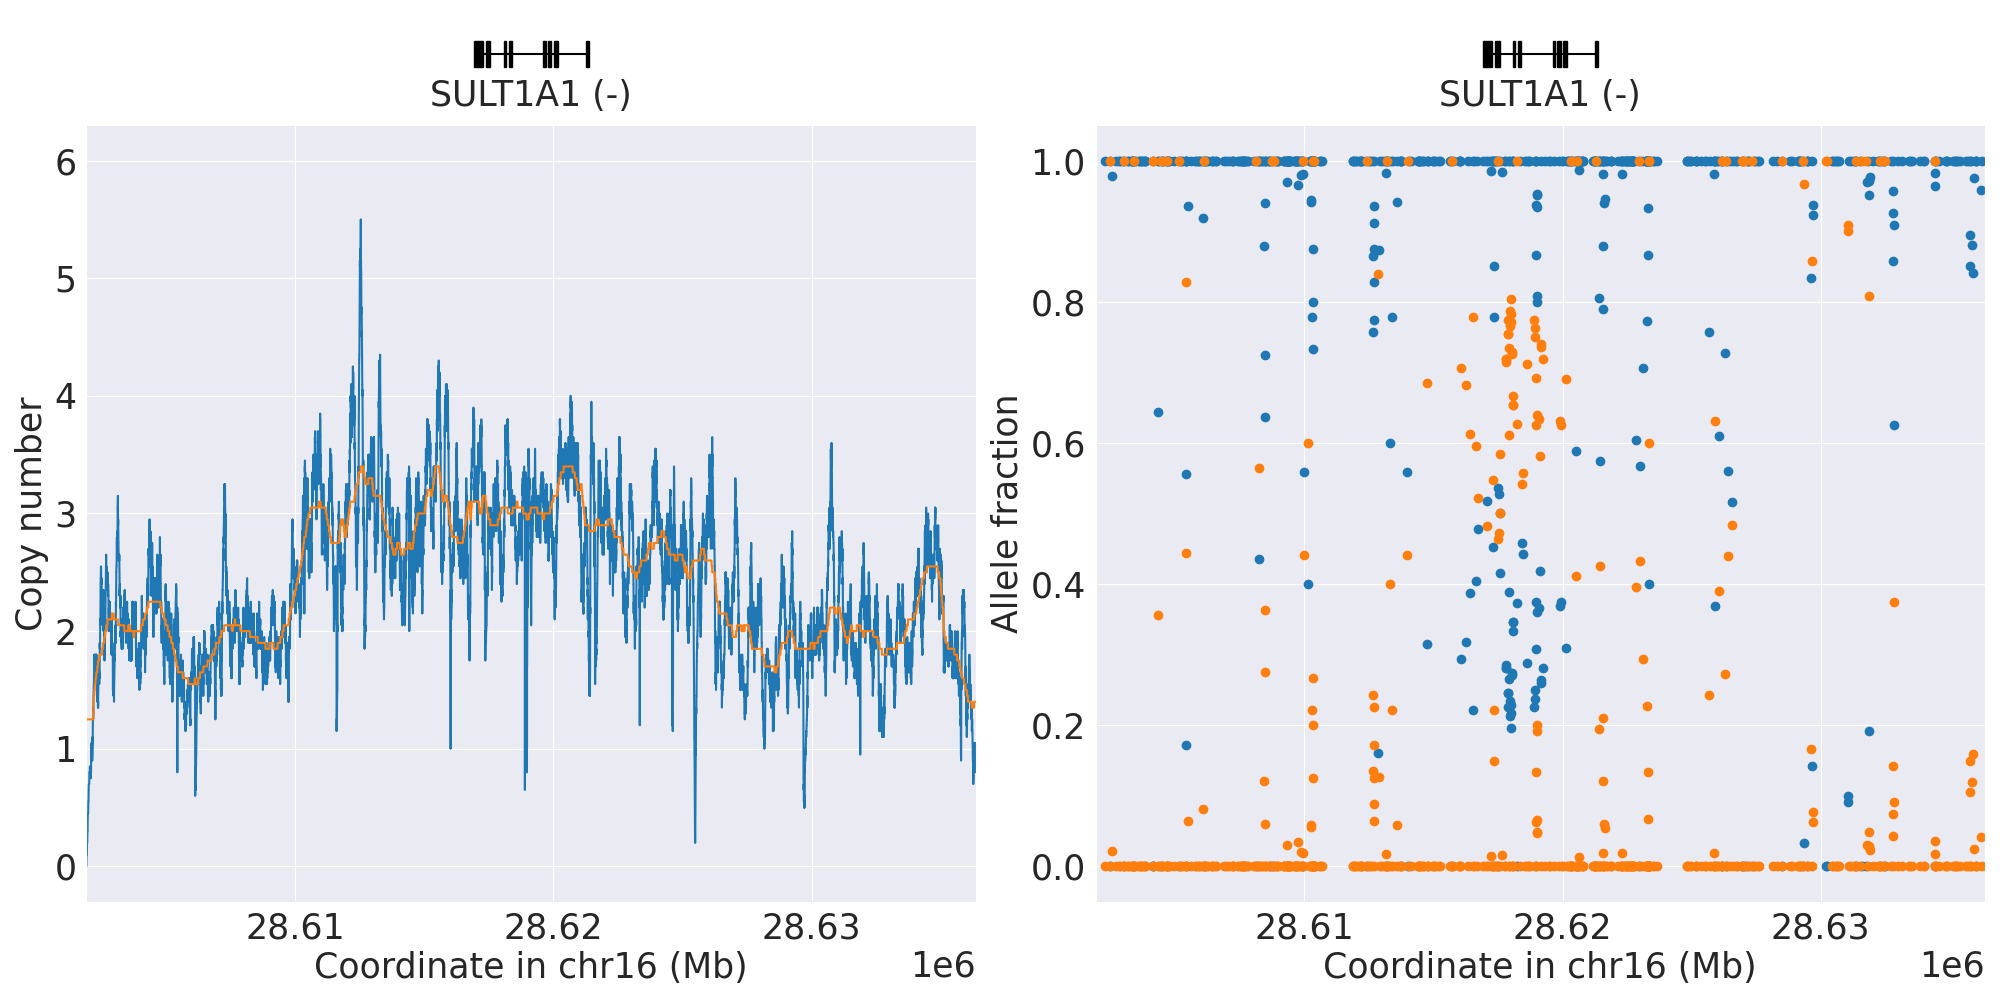 SULT1A1 (-)
6
5
4
3
2
1
0
Copy number
28.61
28.62
28.63
Coordinate in chr16 (Mb)
1e6
SULT1A1 (-)
1.0
0.8
0.6
0.4
0.2
0.0
Allele fraction
28.61
28.62
28.63
Coordinate in chr16 (Mb)
1e6